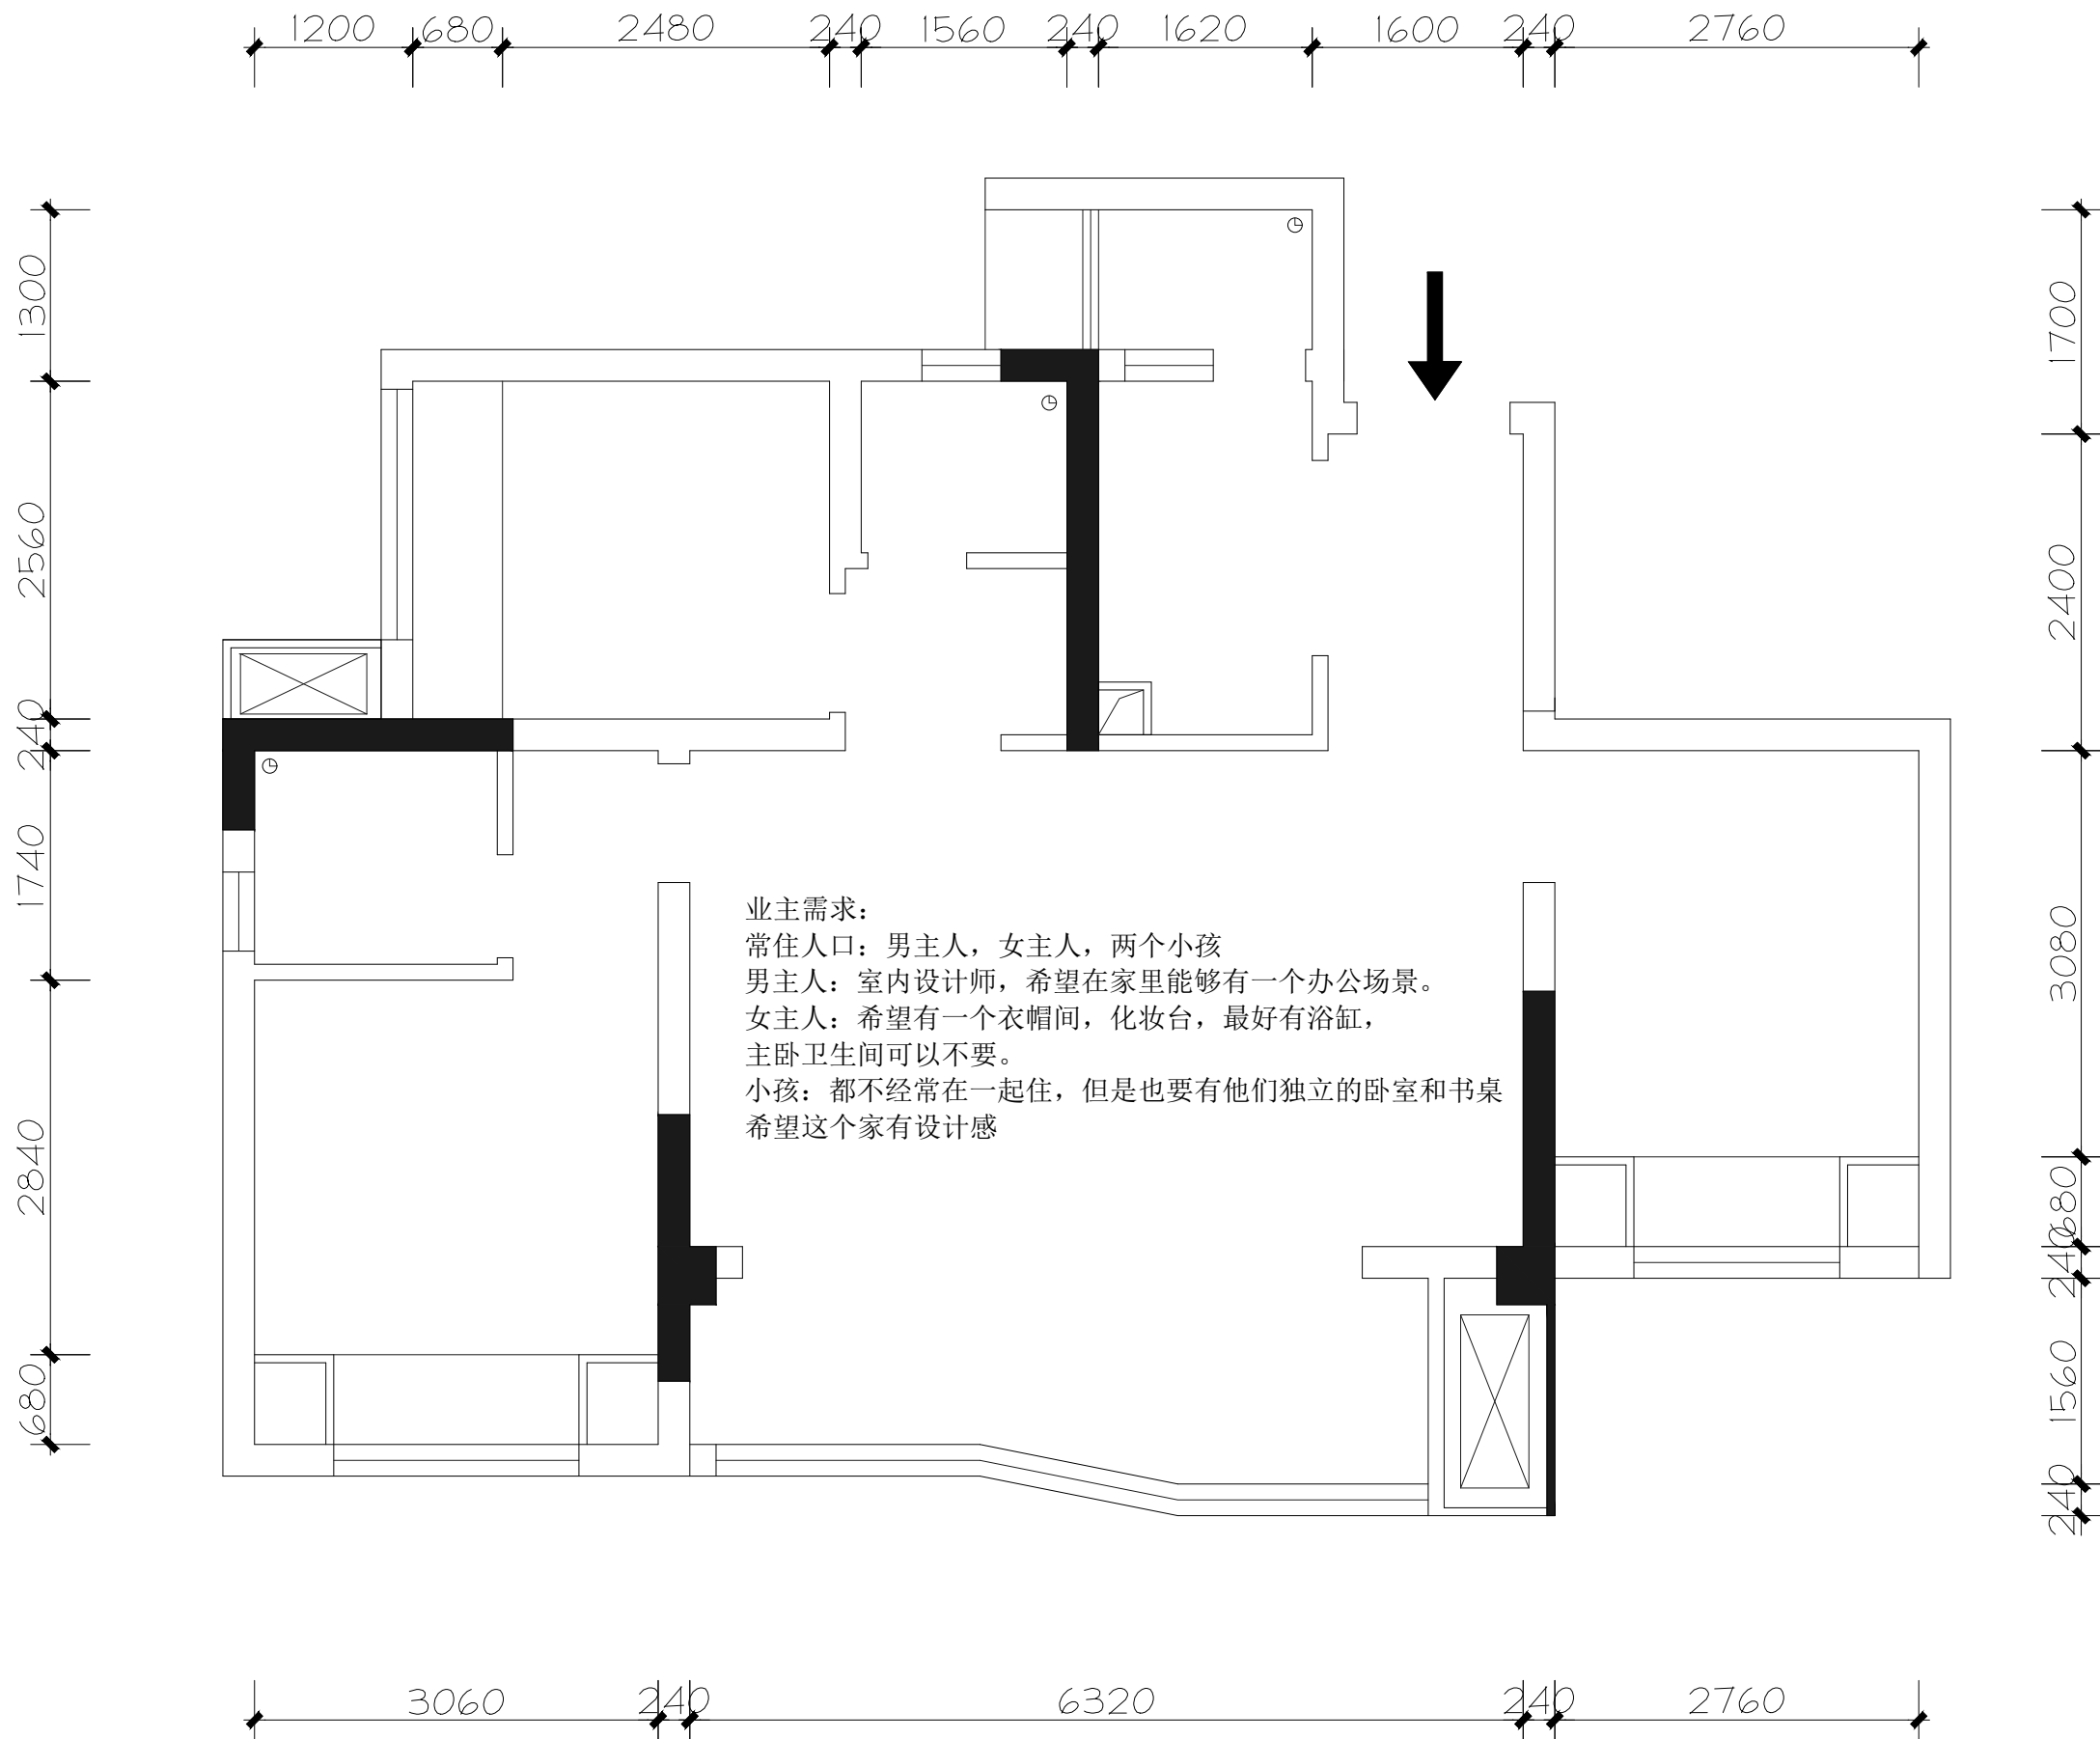 1200 680 2480 240 1560 240 1620 1600 240 2760
1300
2560
240
1740
2840
680
业主需求：
常住人口：男主人，女主人，两个小孩
男主人：室内设计师，希望在家里能够有一个办公场景。
女主人：希望有一个衣帽间，化妆台，最好有浴缸，
主卧卫生间可以不要。
小孩：都不经常在一起住，但是也要有他们独立的卧室和书桌
希望这个家有设计感
1700
2400
3080
680
240
1560
240
3060 240 6320 240 2760